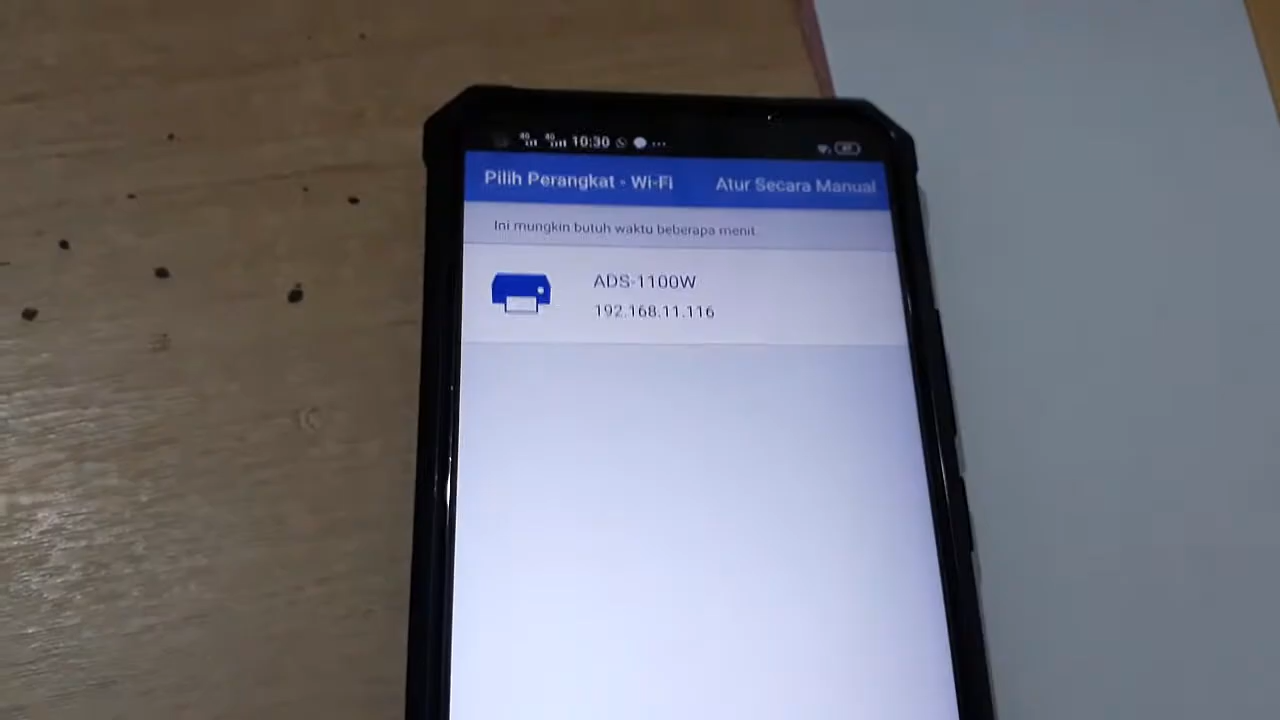 10:30
Pilih Perangkat - Wi-Fi
Atur Secara Manual
Ini mungkin butuh waktu beberapa menit.
ADS-1100W
192.168.11.116